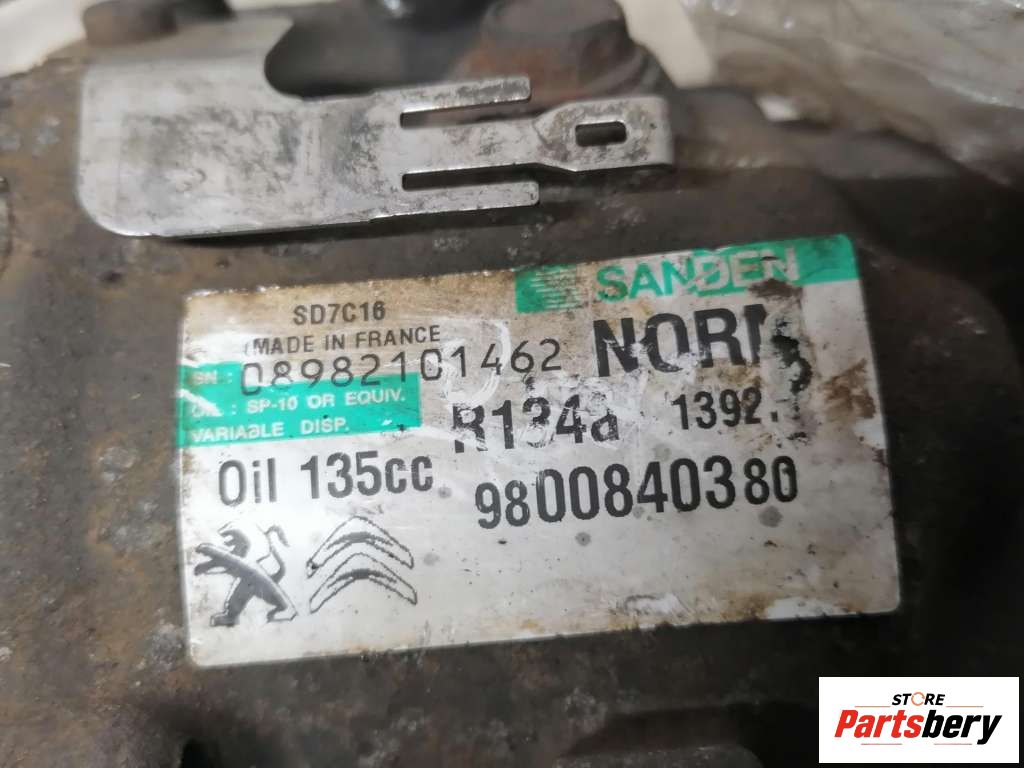 SANDEN
SD7C16
MADE IN FRANCE
SN: 08982101462
OIL : SP-10 OR EQUIV.
VARIABLE DISP.
R134a
Oil 135cc
9800840380
STORE
Partsbery